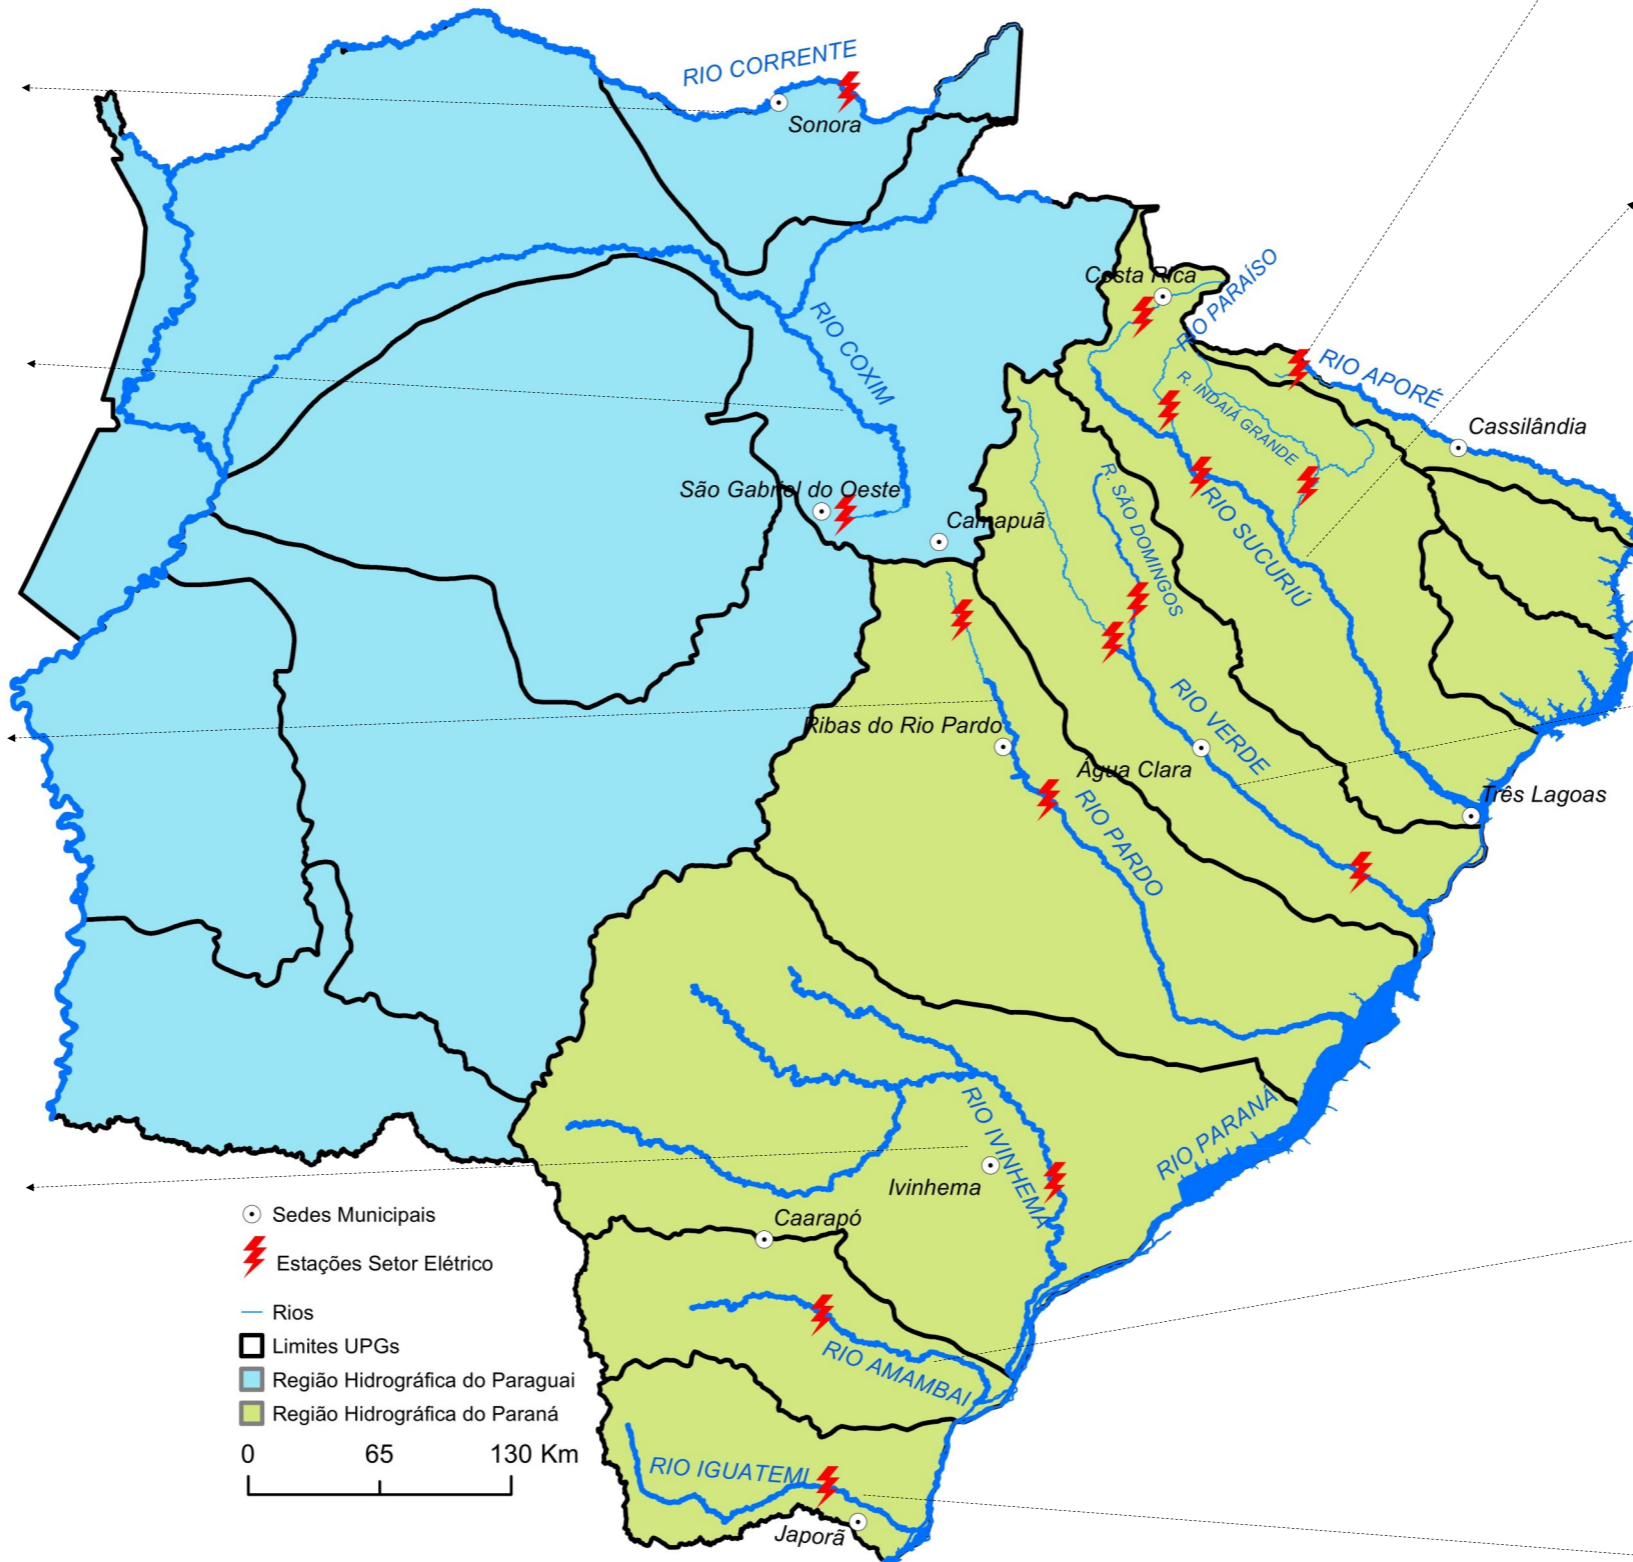 RIO CORRENTE
Sonora
Costa Rica
RIO PARAÍSO
RIO COXIM
RIO APORÉ
R. INDAIÁ GRANDE
Cassilândia
São Gabriel do Oeste
Camapuã
R. SÃO DOMINGOS
RIO SUCURIÚ
Ribas do Rio Pardo
RIO VERDE
Água Clara
RIO PARDO
Três Lagoas
RIO IVINHEMA
RIO PARANÁ
Ivinhema
Caarapó
RIO AMAMBAI
RIO IGUATEMI
Japorã
Sedes Municipais
Estações Setor Elétrico
Rios
Limites UPGs
Região Hidrográfica do Paraguai
Região Hidrográfica do Paraná
0 65 130 Km